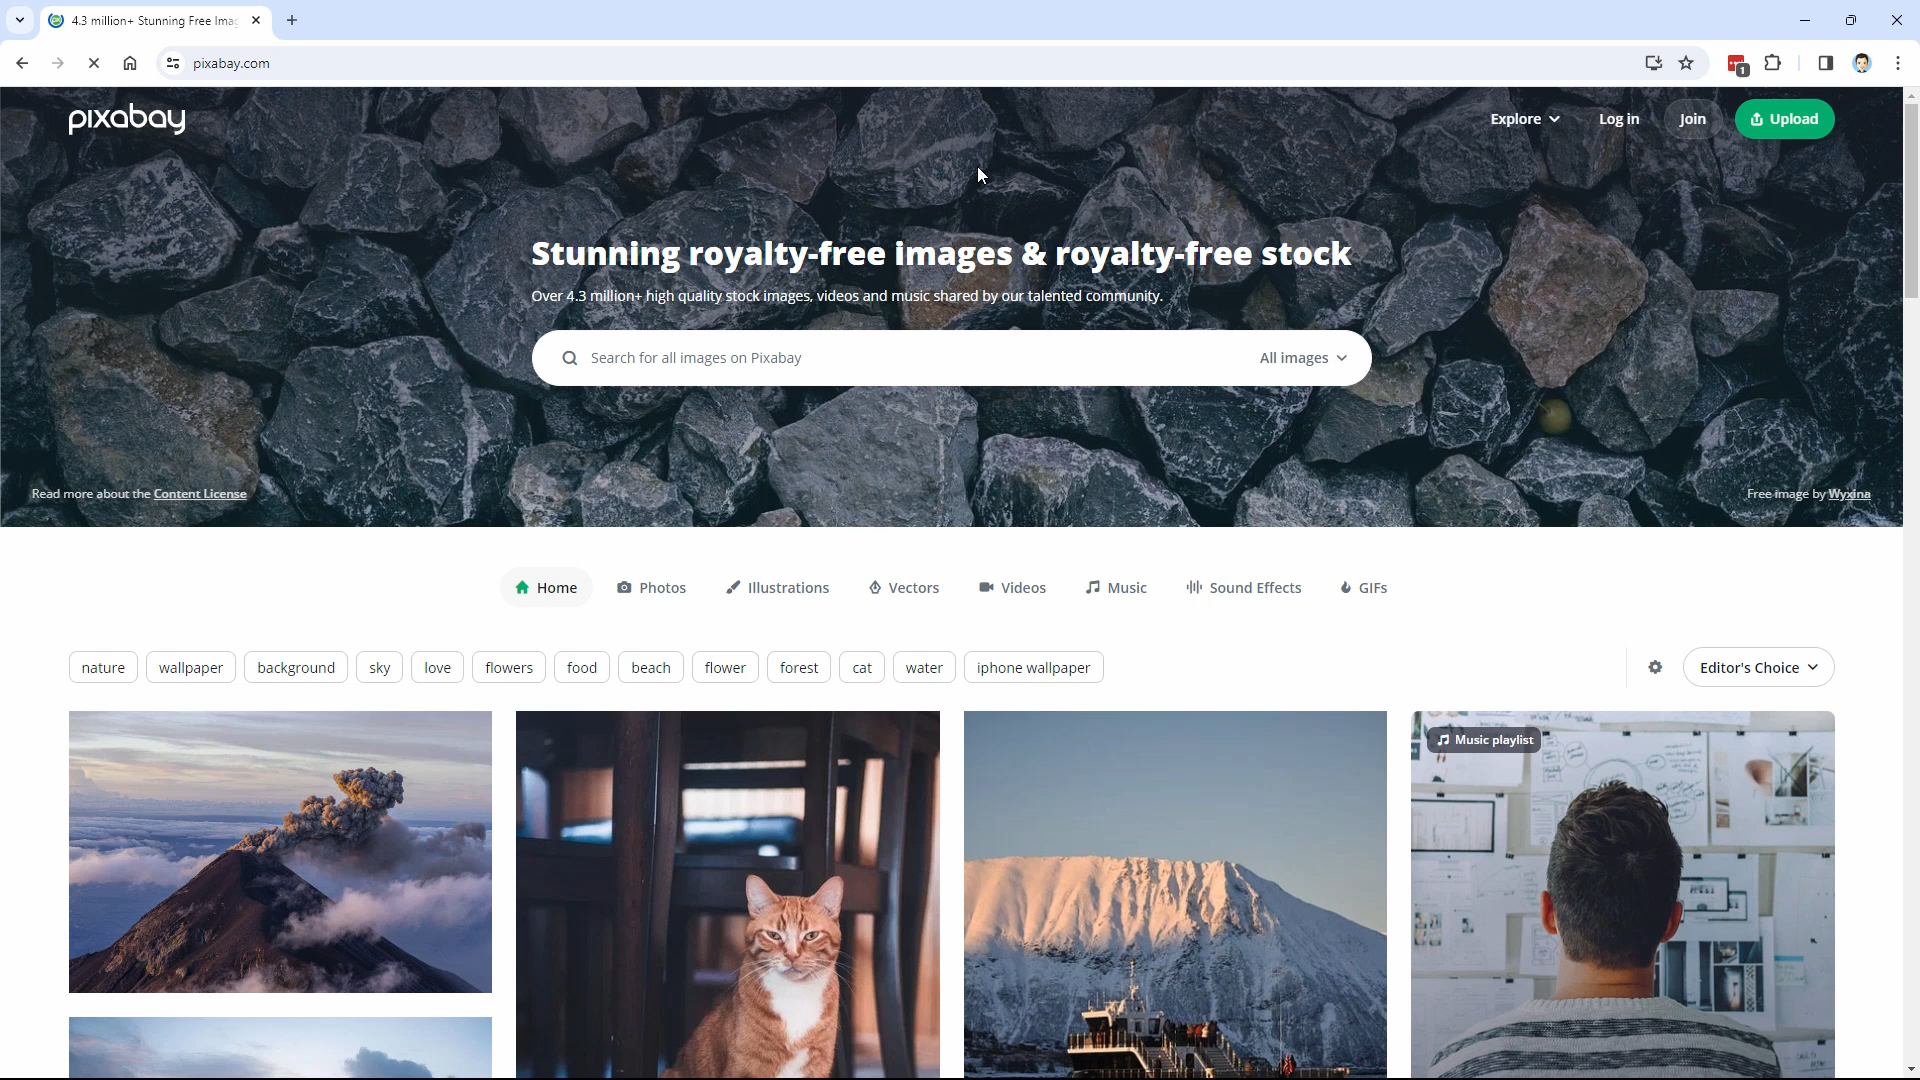 4.3 million+ Stunning Free Imag
pixabay.com
1
pixabay
Explore
Log in
Join
Upload
Stunning royalty-free images & royalty-free stock
Over 4.3 million+ high quality stock images, videos and music shared by our talented community.
Search for all images on Pixabay
All images
Read more about the Content License
Free image by Wyxina
Home
Photos
Illustrations
Vectors
Videos
Music
Sound Effects
GIFs
nature
wallpaper
background
sky
love
flowers
food
beach
flower
forest
cat
water
iphone wallpaper
Editor's Choice
Music playlist